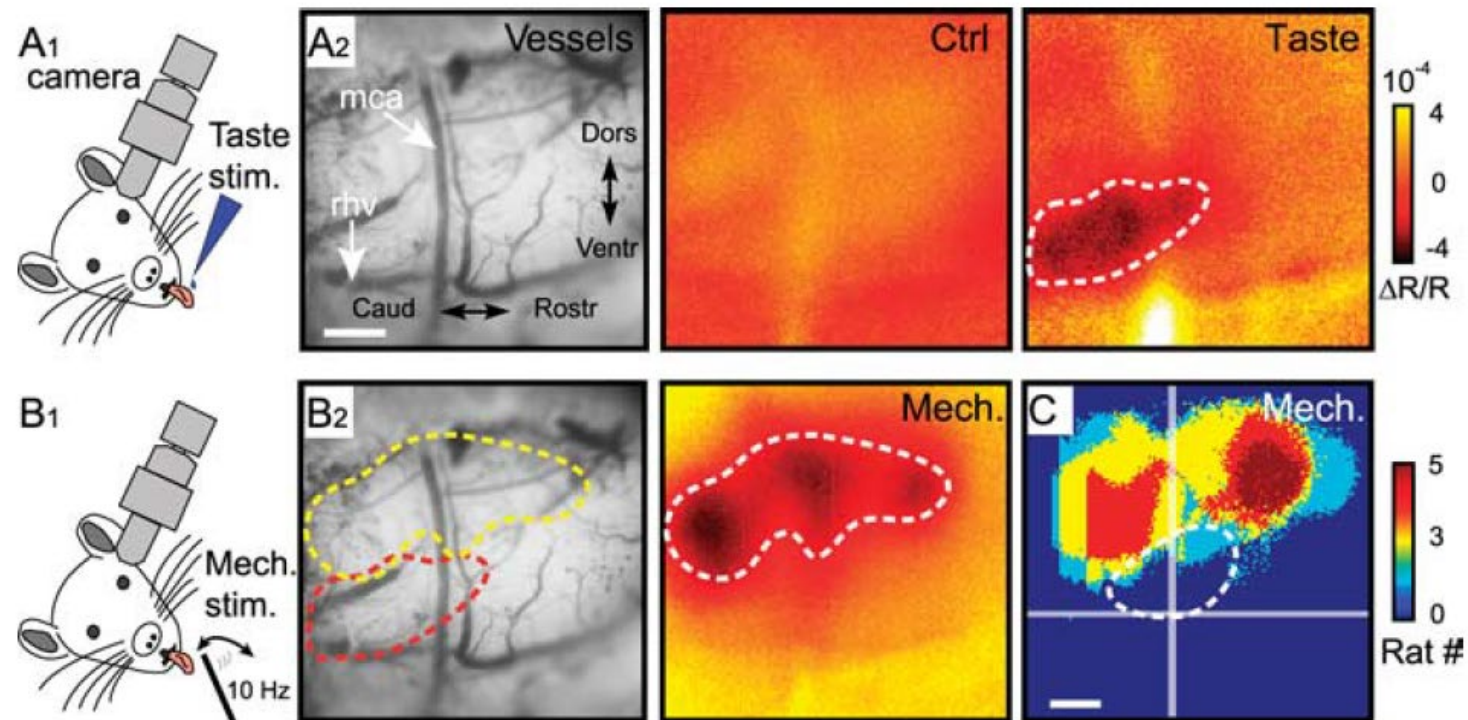 A1
camera
Taste
stim.
A2
Vessels
mca
rhv
Dors
Ventr
Caud
Rostr
Ctrl
Taste
10-4
4
0
-4
ΔR/R
B1
Mech.
stim.
10 Hz
B2
Mech.
C
Mech.
5
3
0
Rat #